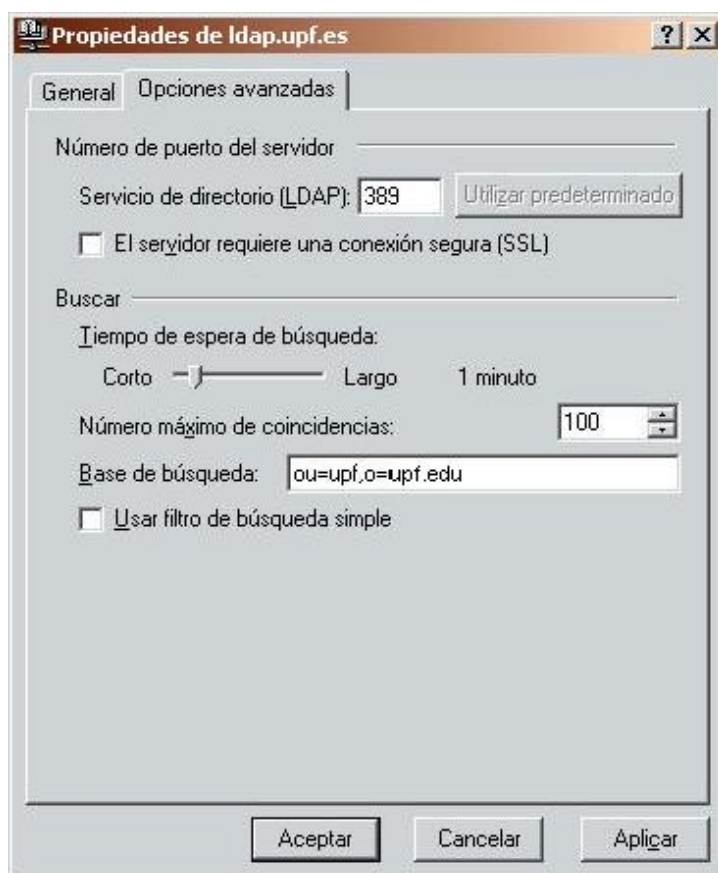 Propiedades de ldap.upf.es
General
Opciones avanzadas
Número de puerto del servidor
Servicio de directorio (LDAP): 389 Utilizar predeterminado
El servidor requiere una conexión segura (SSL)
Buscar
Tiempo de espera de búsqueda:
Corto Largo 1 minuto
Número máximo de coincidencias: 100
Base de búsqueda: ou=upf,o=upf.edu
Usar filtro de búsqueda simple
Aceptar Cancelar Aplicar